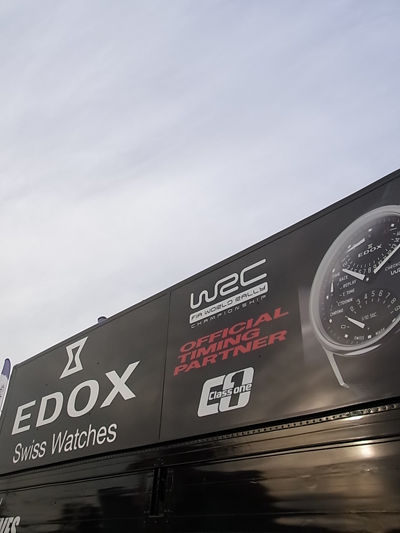 EDOX
Swiss Watches
WRC
FIA WORLD RALLY
CHAMPIONSHIP
OFFICIAL
TIMING
PARTNER
Class one
EDOX